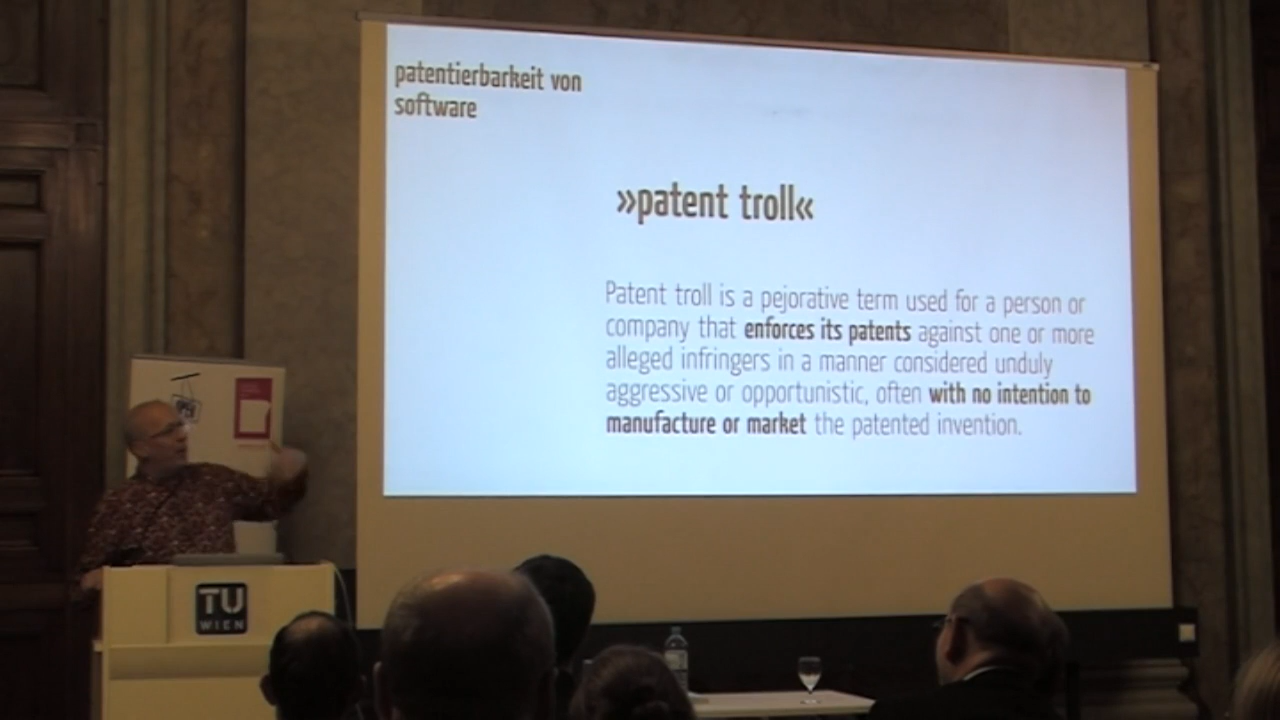 patentierbarkeit von
software
»patent troll«
Patent troll is a pejorative term used for a person or
company that enforces its patents against one or more
alleged infringers in a manner considered unduly
aggressive or opportunistic, often with no intention to
manufacture or market the patented invention.
TU
WIEN